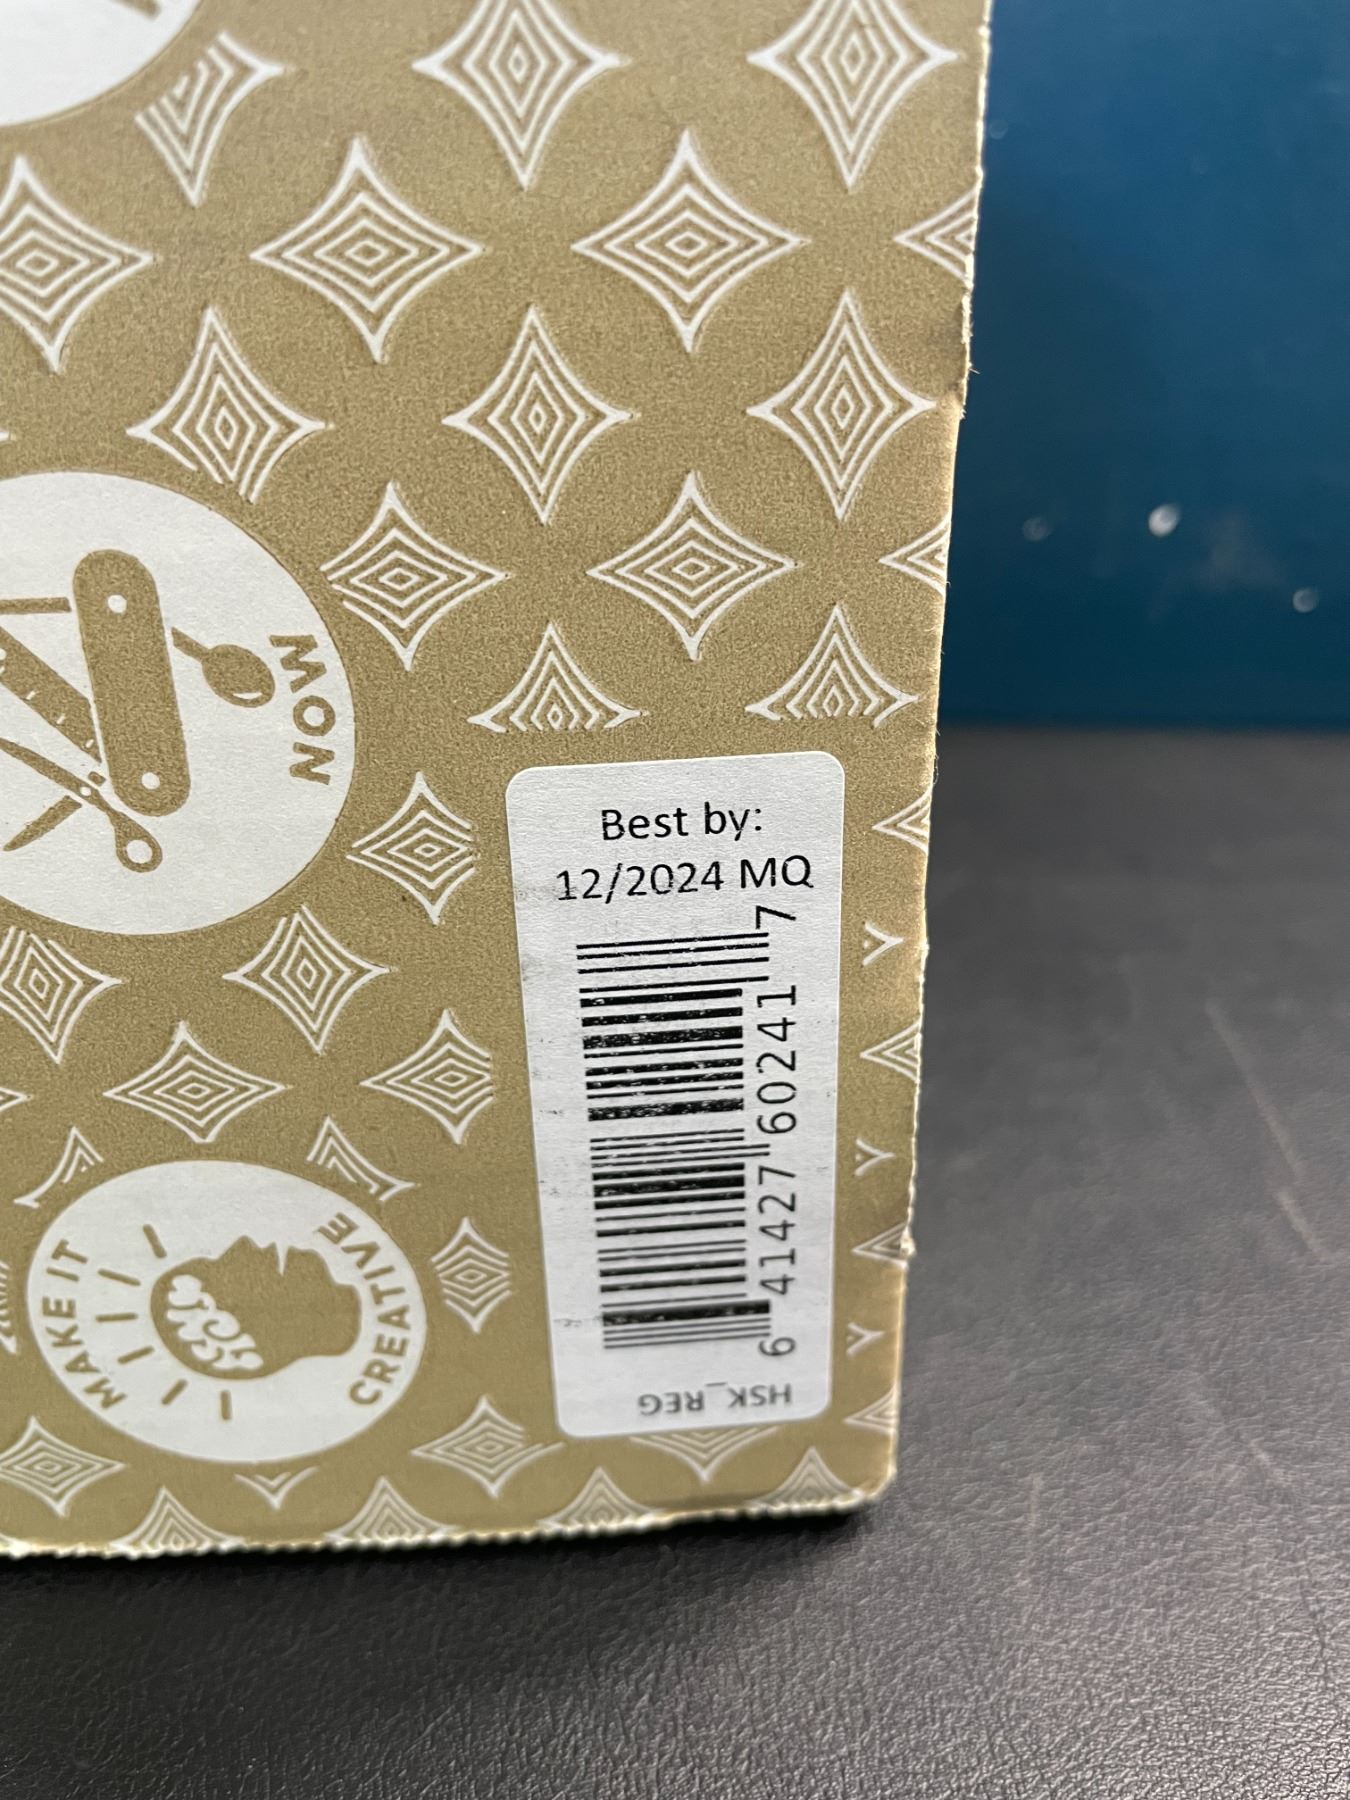 NOW
Best by:
12/2024 MQ
6 41427 60241 7
HSK_REG
MAKE IT
CREATIVE